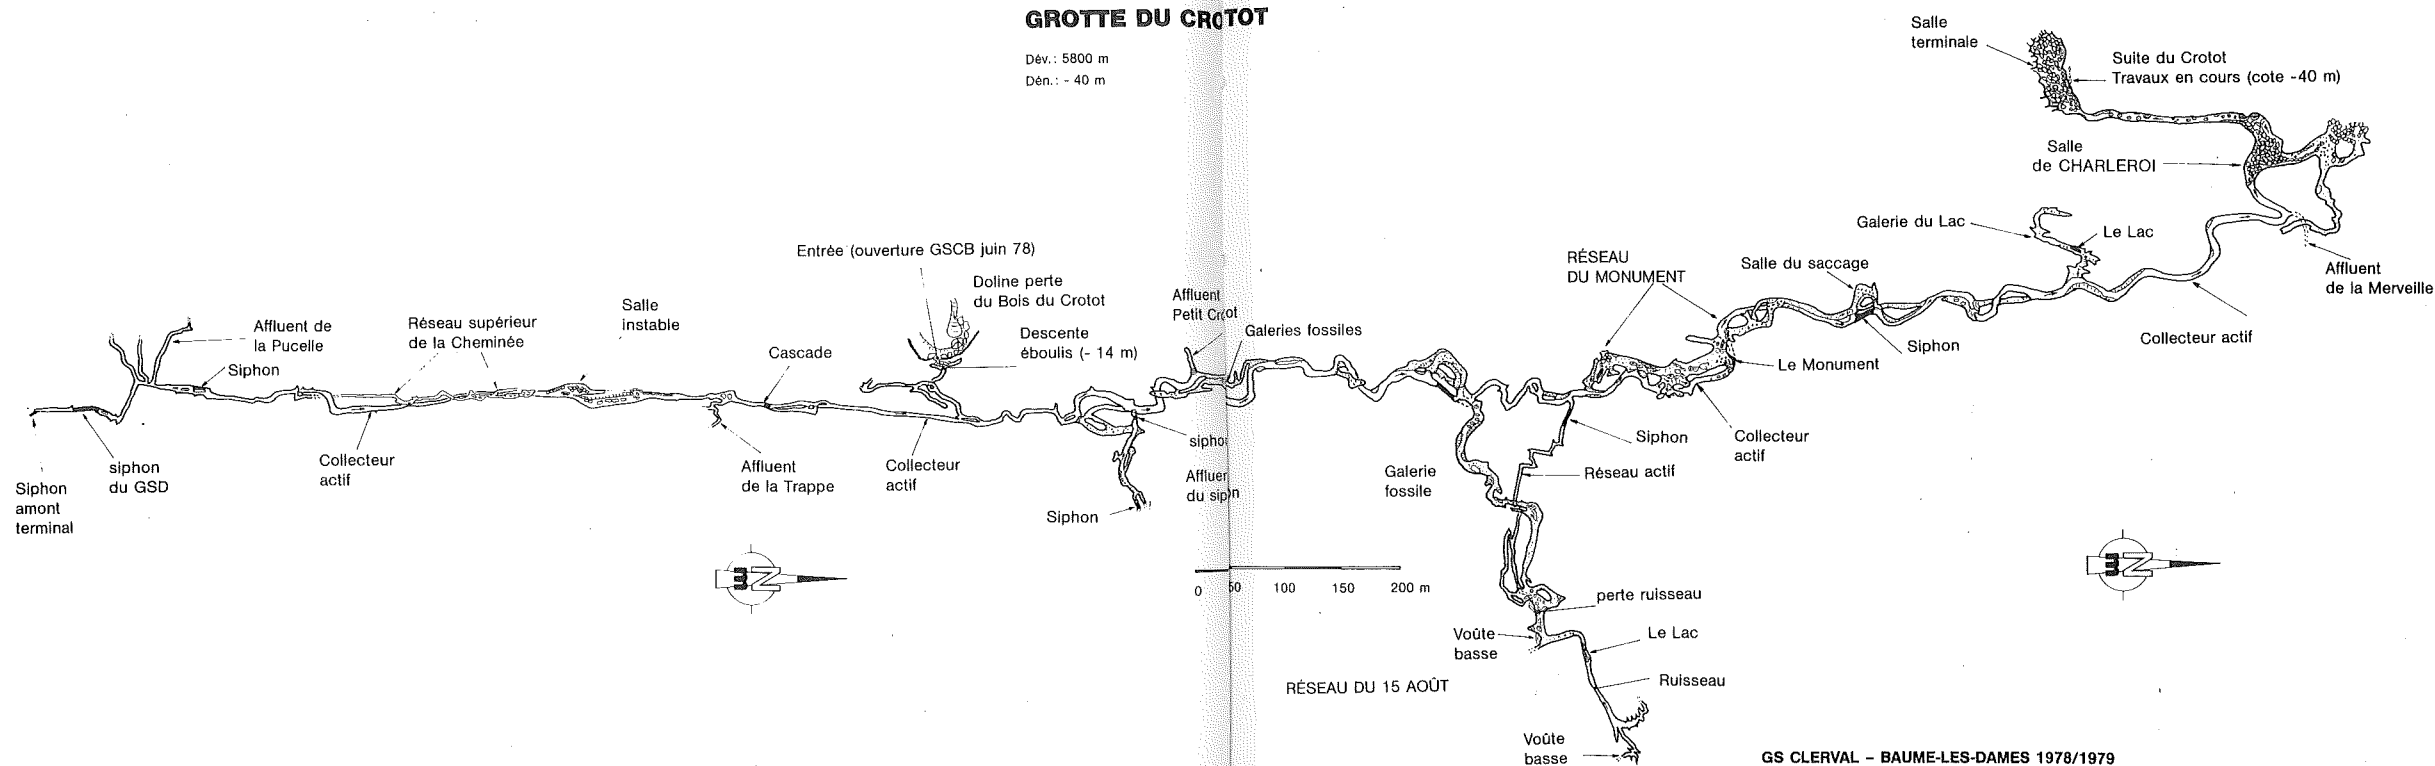 GROTTE DU CROTOT
Dév.: 5800 m
Dén.: - 40 m
Salle
terminale
Suite du Crotot
Travaux en cours (cote -40 m)
Salle
de CHARLEROI
Galerie du Lac
Le Lac
Affluent
de la Merveille
Collecteur actif
RÉSEAU
DU MONUMENT
Salle du saccage
Siphon
Le Monument
Collecteur
actif
Entrée (ouverture GSCB juin 78)
Doline perte
du Bois du Crotot
Descente
éboulis (- 14 m)
Affluent
Petit Crotot
Galeries fossiles
Salle
instable
Cascade
Réseau supérieur
de la Cheminée
Affluent de
la Pucelle
Siphon
Siphon
amont
terminal
siphon
du GSD
Collecteur
actif
Affluent
de la Trappe
Collecteur
actif
Siphon
sipho
Affluen
du siphon
Galerie
fossile
Siphon
Réseau actif
N
0 50 100 150 200 m
N
perte ruisseau
Voûte
basse
Le Lac
RÉSEAU DU 15 AOÛT
Ruisseau
Voûte
basse
GS CLERVAL - BAUME-LES-DAMES 1978/1979